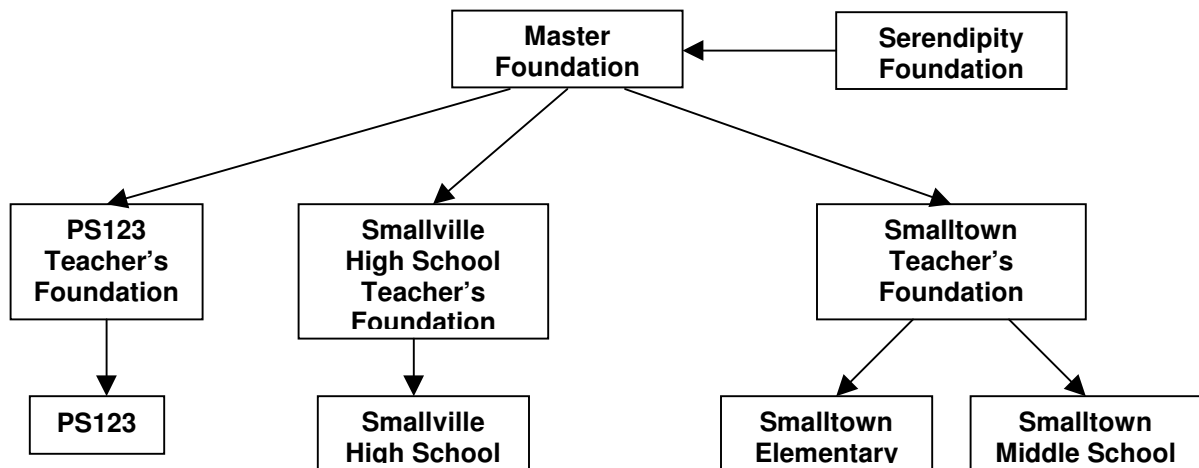 Master
Foundation
Serendipity
Foundation
PS123
Teacher's
Foundation
Smallville
High School
Teacher's
Foundation
Smalltown
Teacher's
Foundation
PS123
Smallville
High School
Smalltown
Elementary
Smalltown
Middle School